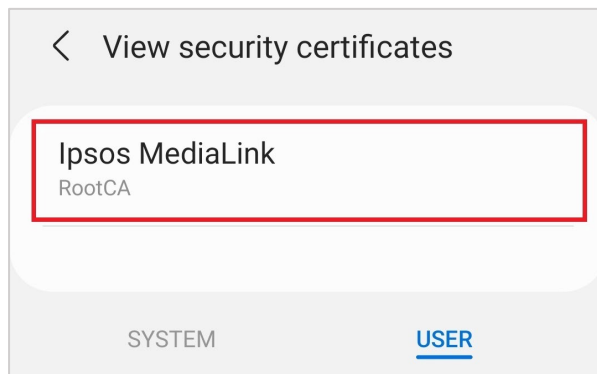 View security certificates
Ipsos MediaLink
RootCA
SYSTEM USER